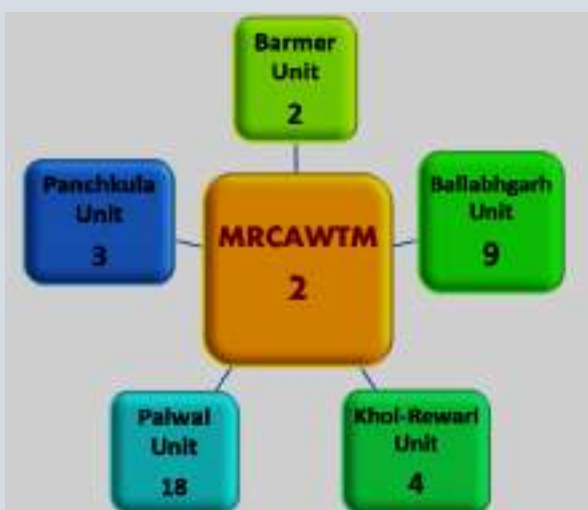 Barmer
Unit
2
Panchkula
Unit
3
MRCAWTM
2
Ballabhgarh
Unit
9
Palwal
Unit
18
Khol-Rewari
Unit
4